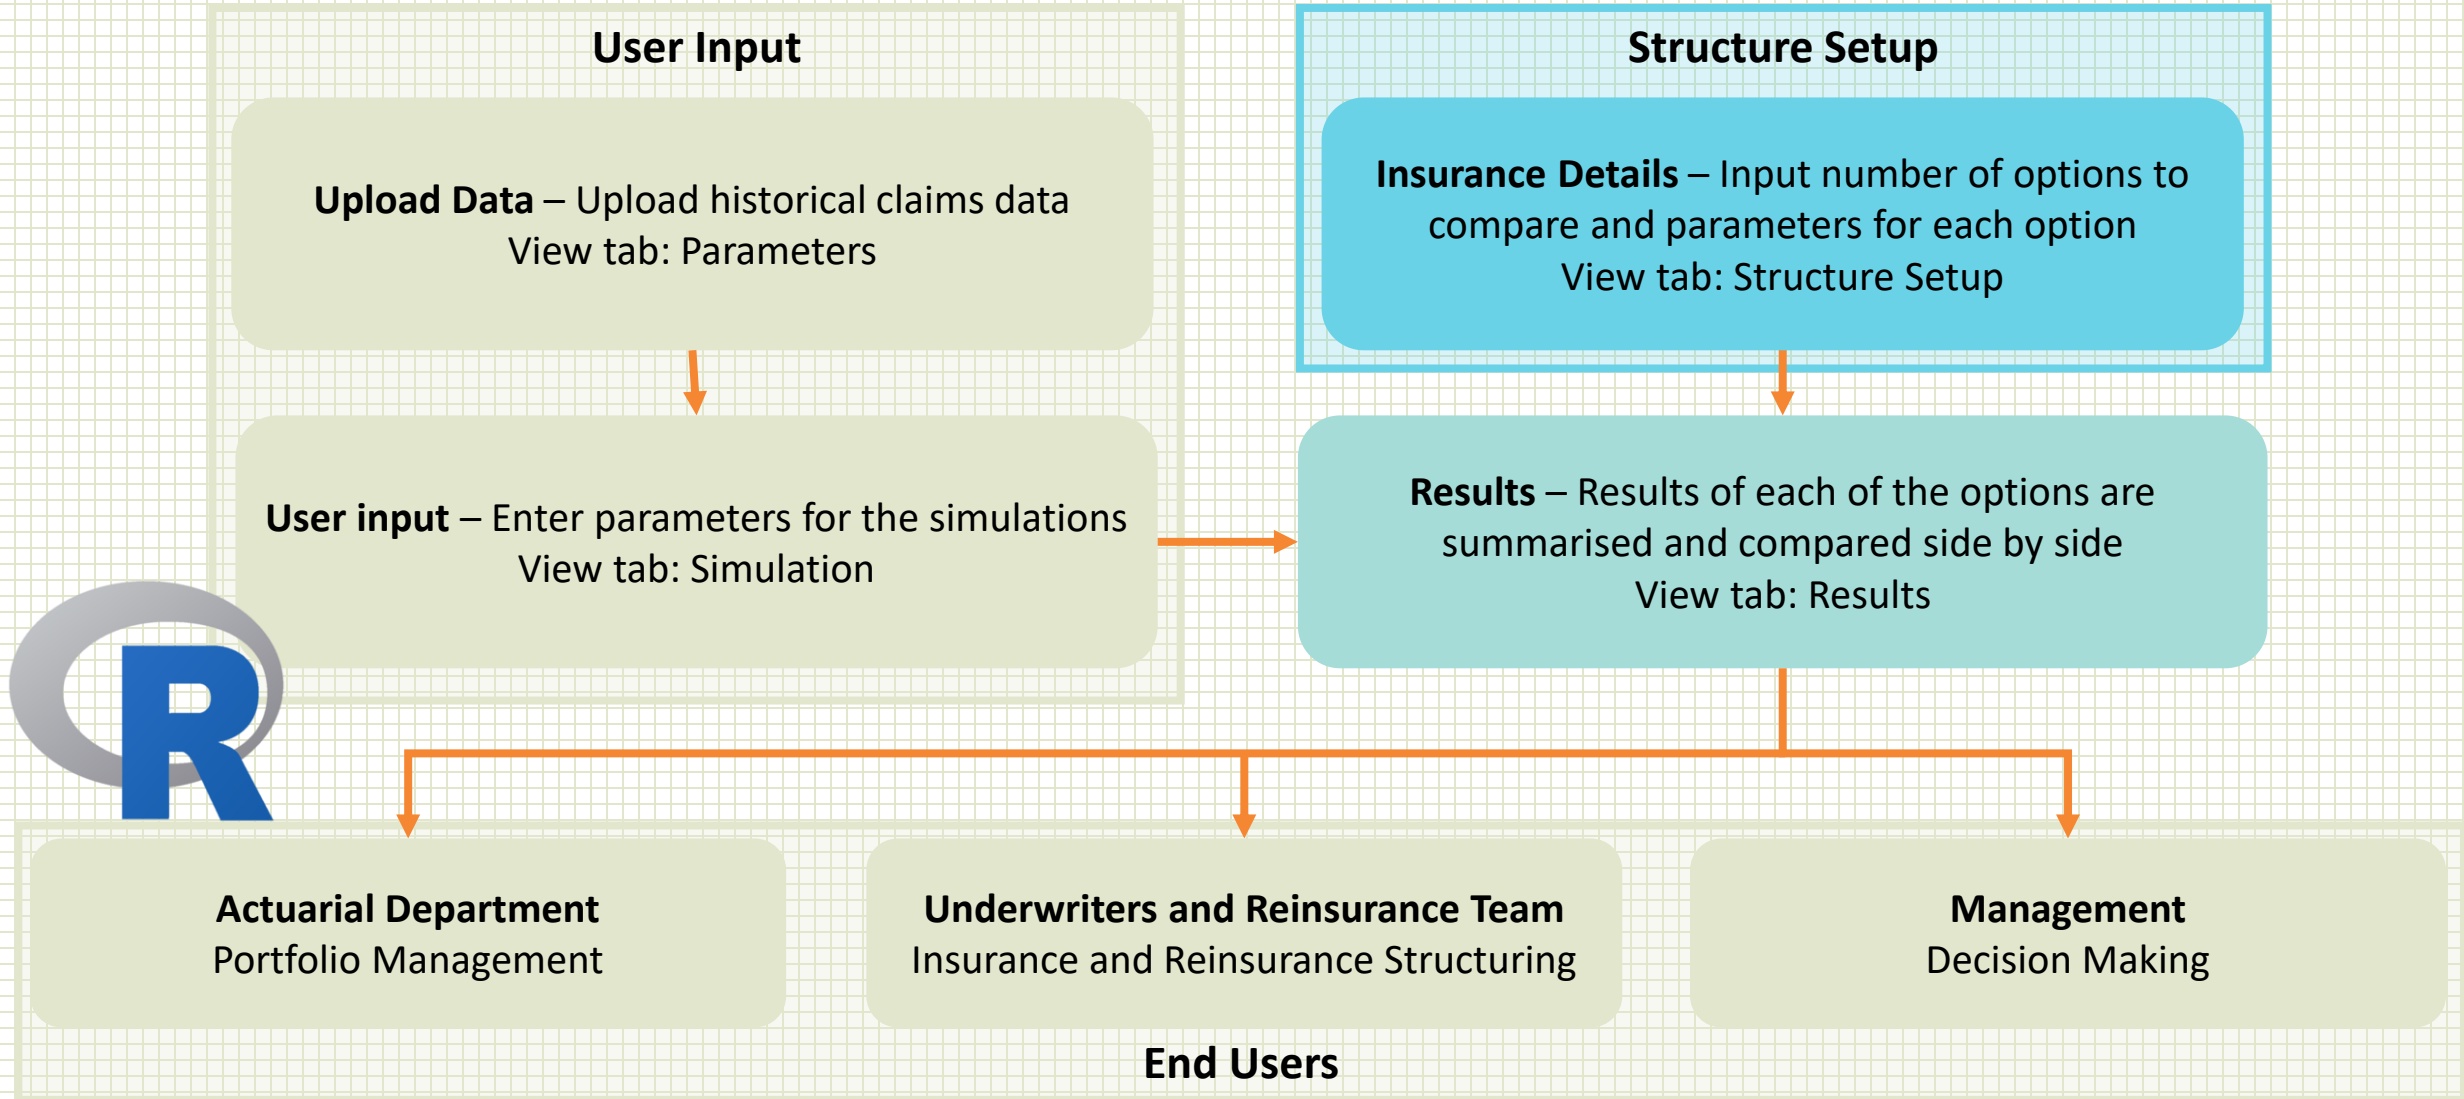 User Input
Upload Data – Upload historical claims data
View tab: Parameters
User input – Enter parameters for the simulations
View tab: Simulation
Structure Setup
Insurance Details – Input number of options to
compare and parameters for each option
View tab: Structure Setup
Results – Results of each of the options are
summarised and compared side by side
View tab: Results
R
Actuarial Department
Portfolio Management
Underwriters and Reinsurance Team
Insurance and Reinsurance Structuring
Management
Decision Making
End Users